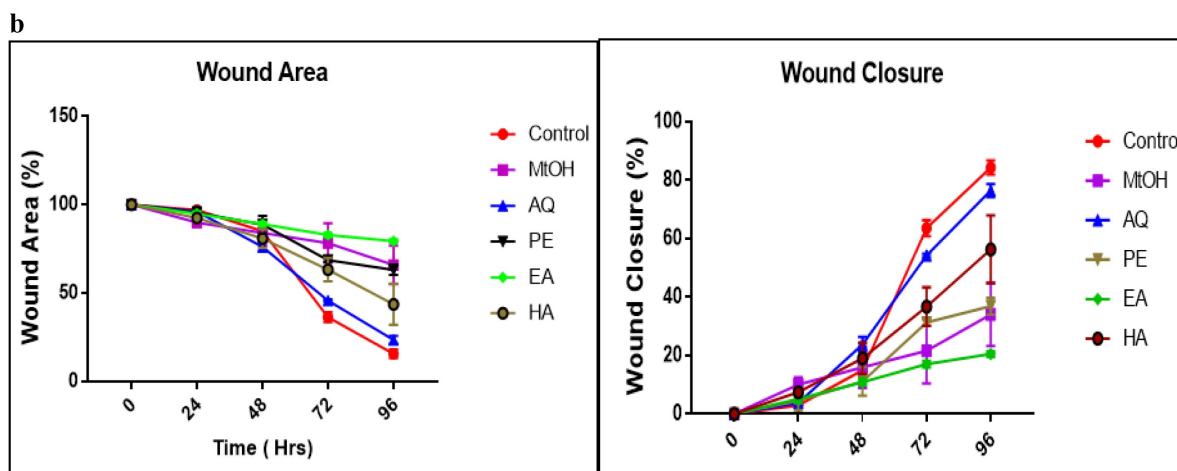 b
Wound Area
Wound Area (%)
150
100
50
0
0
24
48
72
96
Time ( Hrs)
Control
MtOH
AQ
PE
EA
HA
Wound Closure
Wound Closure (%)
100
80
60
40
20
0
0
24
48
72
96
Control
MtOH
AQ
PE
EA
HA